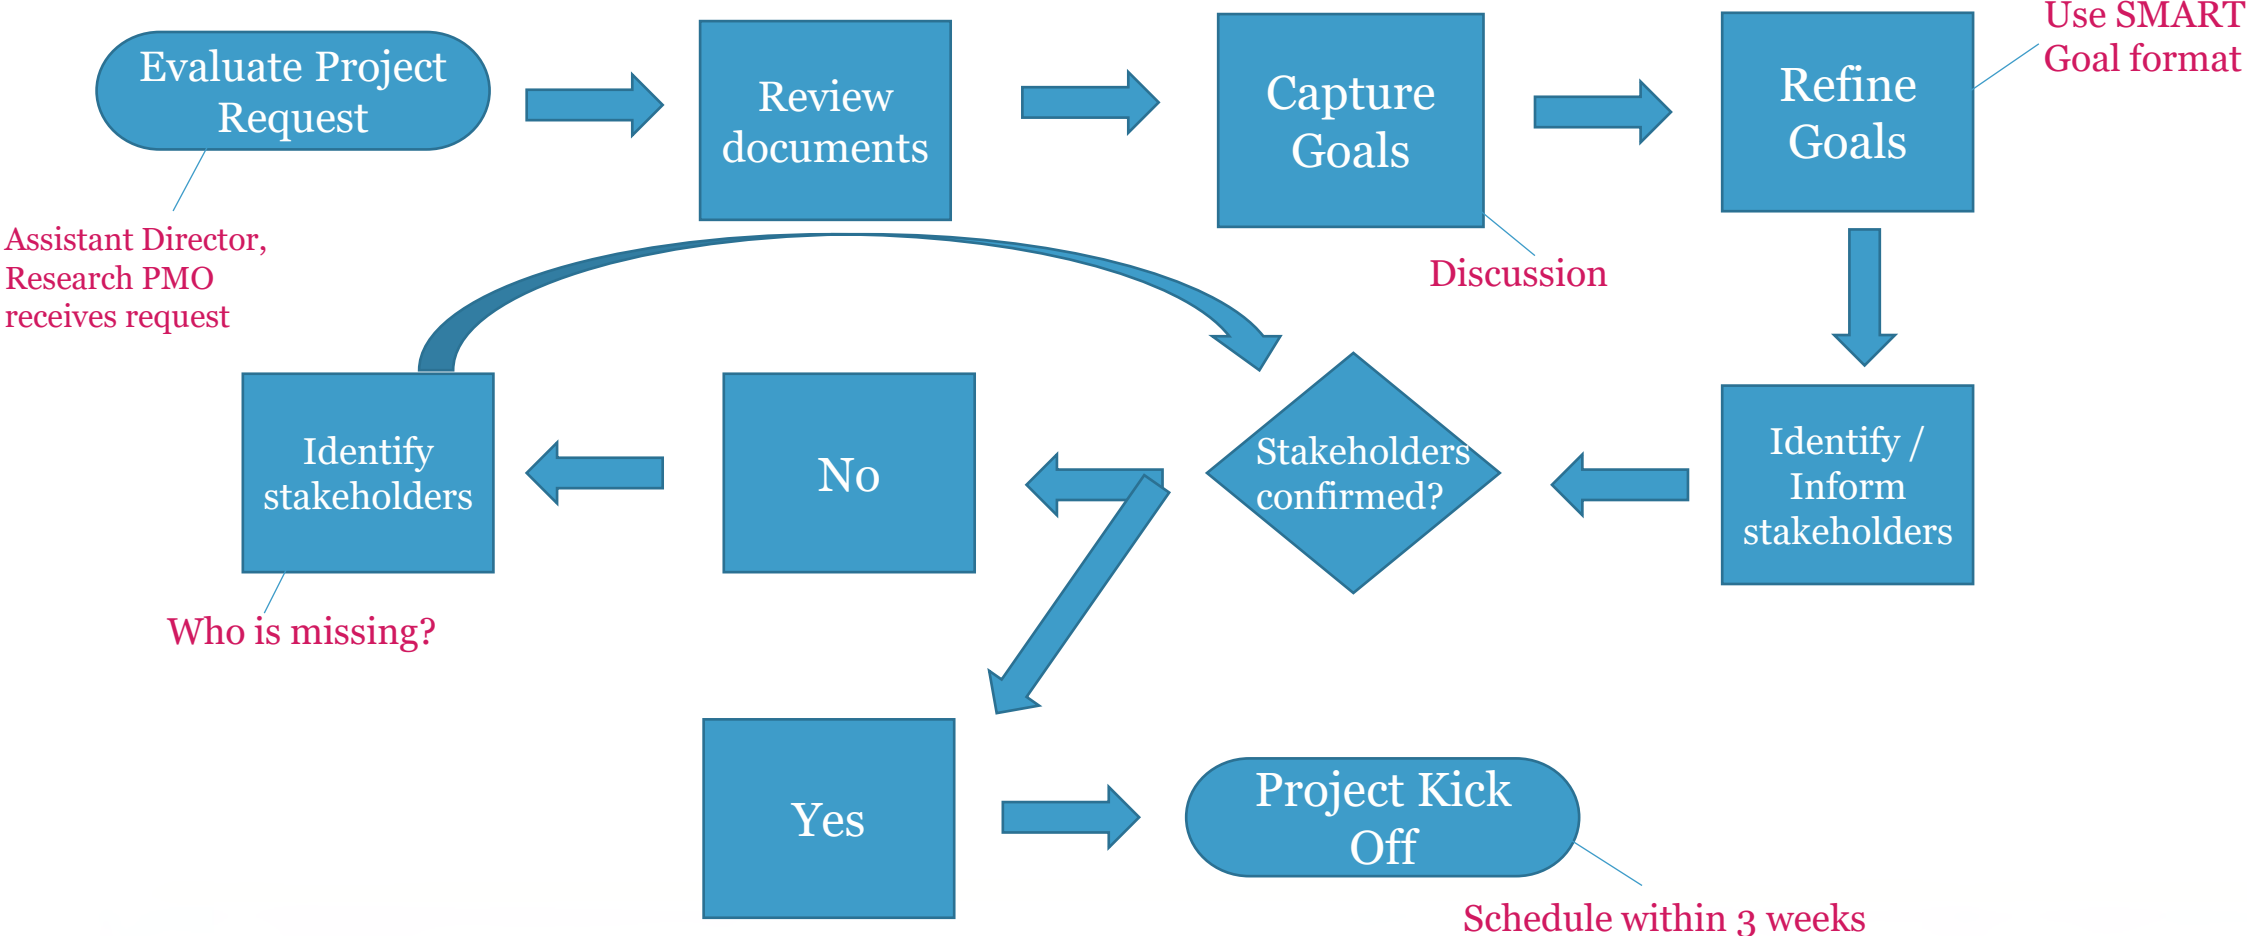 Evaluate Project
Request
Review
documents
Capture
Goals
Refine
Goals
Use SMART
Goal format
Assistant Director,
Research PMO
receives request
Discussion
Identify
stakeholders
No
Stakeholders
confirmed?
Identify /
Inform
stakeholders
Who is missing?
Yes
Project Kick
Off
Schedule within 3 weeks